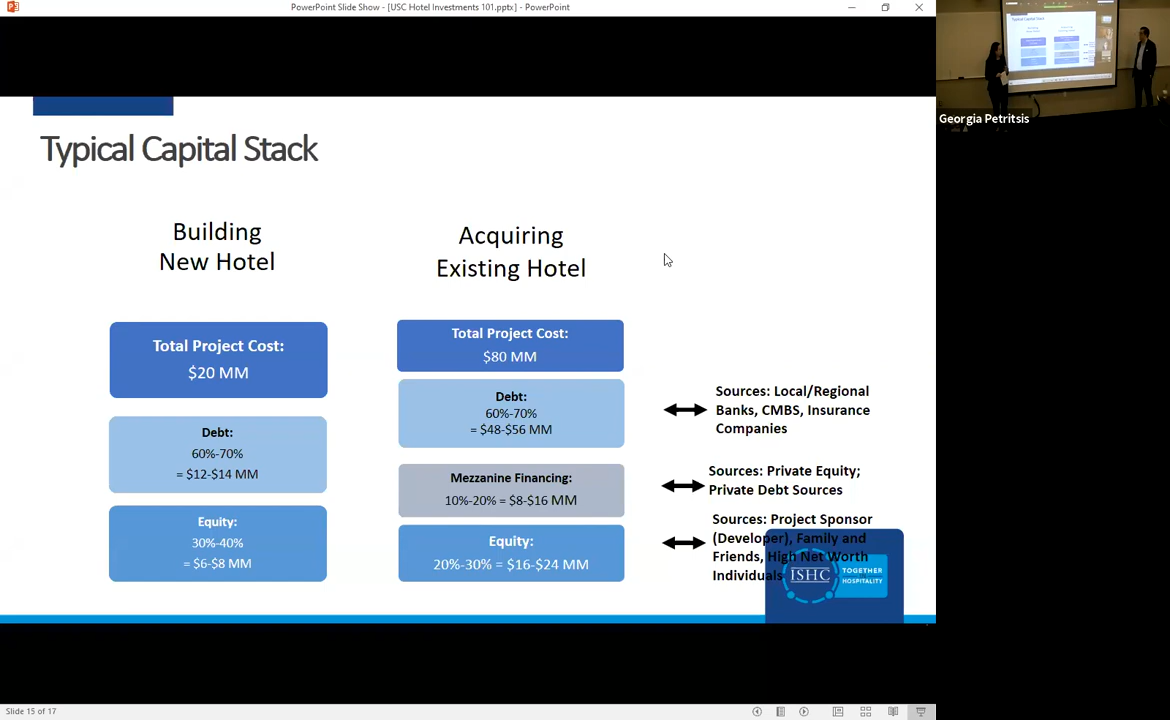 PowerPoint Slide Show - [USC Hotel Investments 101.pptx] - PowerPoint
Typical Capital Stack
Building
New Hotel
Total Project Cost:
$20 MM
Debt:
60%-70%
= $12-$14 MM
Equity:
30%-40%
= $6-$8 MM
Acquiring
Existing Hotel
Total Project Cost:
$80 MM
Debt:
60%-70%
= $48-$56 MM
Mezzanine Financing:
10%-20% = $8-$16 MM
Equity:
20%-30% = $16-$24 MM
Sources: Local/Regional
Banks, CMBS, Insurance
Companies
Sources: Private Equity;
Private Debt Sources
Sources: Project Sponsor
(Developer), Family and
Friends, High Net Worth
Individuals
ISHC
TOGETHER
HOSPITALITY
Slide 15 of 17
Typical Capital Stack
Georgia Petritsis